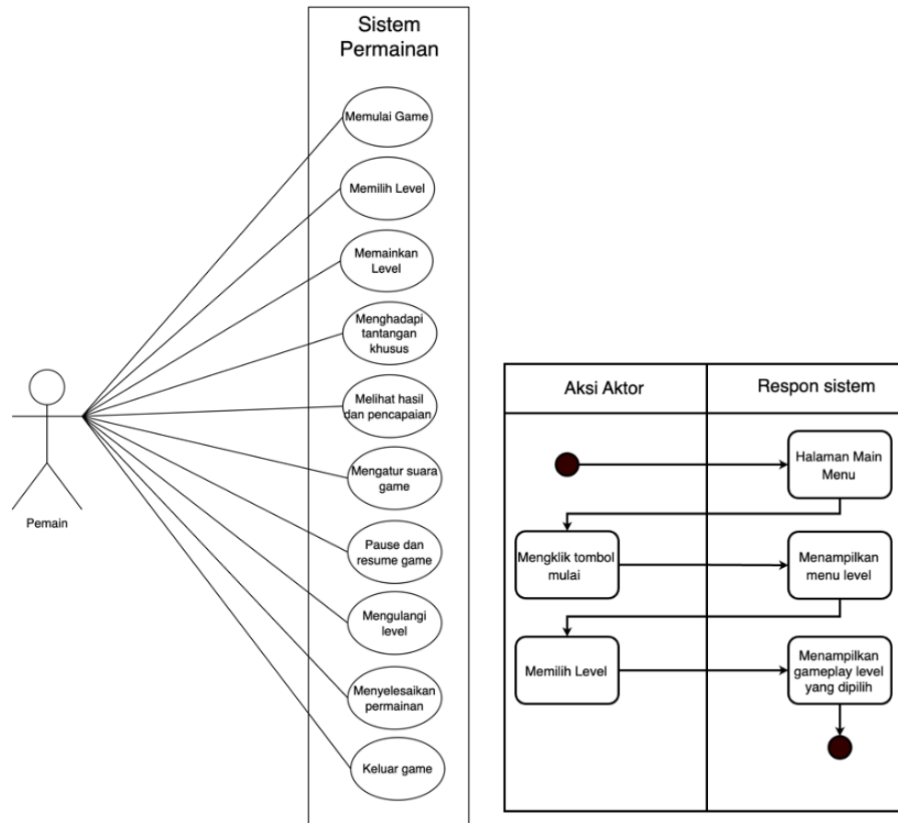 Sistem
Permainan
Memulai Game
Memilih Level
Memainkan
Level
Menghadapi
tantangan
khusus
Melihat hasil
dan pencapaian
Mengatur suara
game
Pause dan
resume game
Mengulangi
level
Menyelesaikan
permainan
Keluar game
Pemain
Aksi Aktor
Respon sistem
Halaman Main
Menu
Mengklik tombol
mulai
Menampilkan
menu level
Memilih Level
Menampilkan
gameplay level
yang dipilih